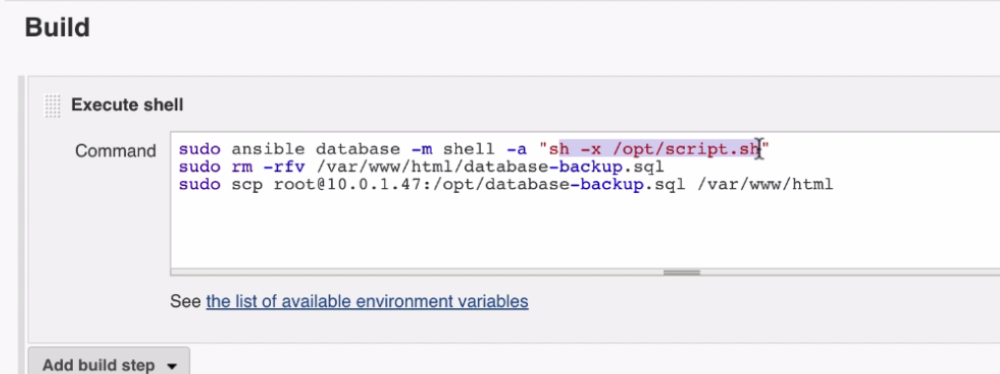 Build
Execute shell
Command
sudo ansible database -m shell -a "sh -x /opt/script.sh"
sudo rm -rfv /var/www/html/database-backup.sql
sudo scp root@10.0.1.47:/opt/database-backup.sql /var/www/html
See the list of available environment variables
Add build step